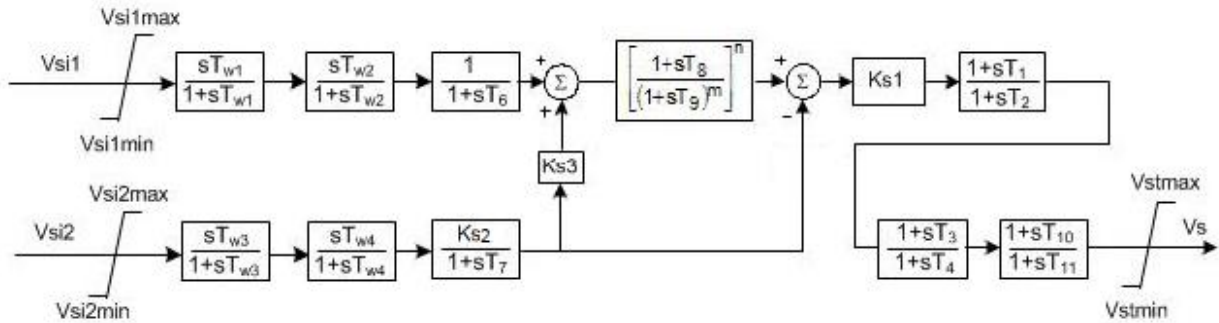 Vsi1max
Vsi1
Vsi1min
sTw1
1+sTw1
sTw2
1+sTw2
1
1+sT6
+
Σ
+
Ks3
[1+sT8
(1+sT9)m]n
+
Σ
-
Ks1
1+sT1
1+sT2
Vsi2max
Vsi2
Vsi2min
sTw3
1+sTw3
sTw4
1+sTw4
Ks2
1+sT7
1+sT3
1+sT4
1+sT10
1+sT11
Vstmax
Vs
Vstmin